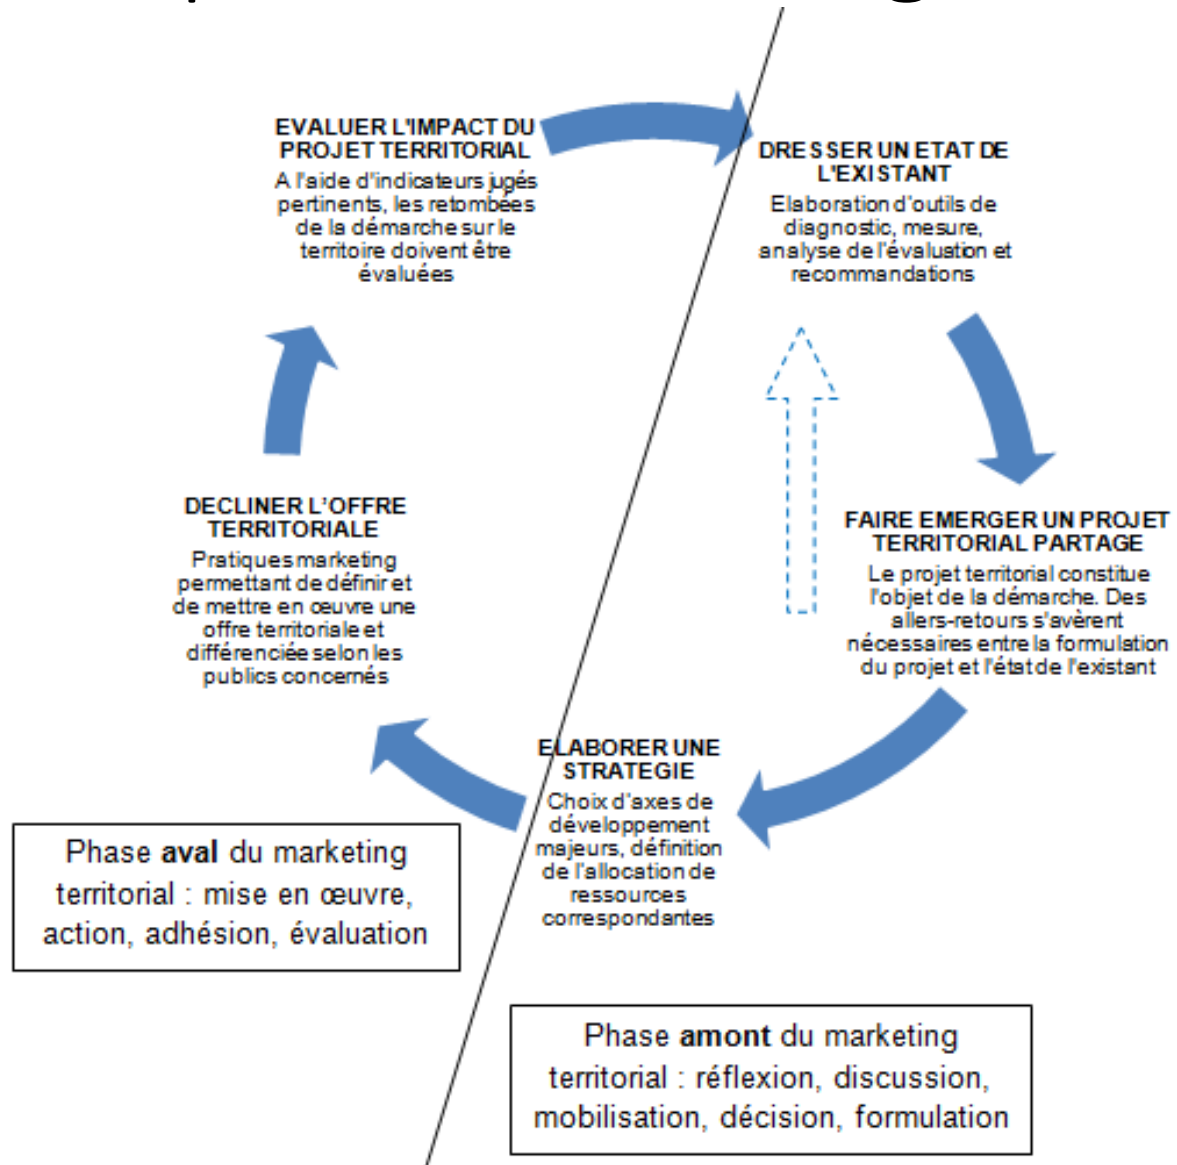 EVALUER L'IMPACT DU
PROJET TERRITORIAL
A l'aide d'indicateurs jugés
pertinents, les retombées
de la démarche sur le
territoire doivent être
évaluées
DRESSER UN ETAT DE
L'EXISTANT
Elaboration d'outils de
diagnostic, mesure,
analyse de l'évaluation et
recommandations
FAIRE EMERGER UN PROJET
TERRITORIAL PARTAGE
Le projet territorial constitue
l'objet de la démarche. Des
allers-retours s'avèrent
nécessaires entre la formulation
du projet et l'état de l'existant
ELABORER UNE
STRATEGIE
Choix d'axes de
développement
majeurs, définition
de l'allocation de
ressources
correspondantes
DECLINER L'OFFRE
TERRITORIALE
Pratiques marketing
permettant de définir et
de mettre en œuvre une
offre territoriale et
différenciée selon les
publics concernés
Phase aval du marketing
territorial : mise en œuvre,
action, adhésion, évaluation
Phase amont du marketing
territorial : réflexion, discussion,
mobilisation, décision, formulation